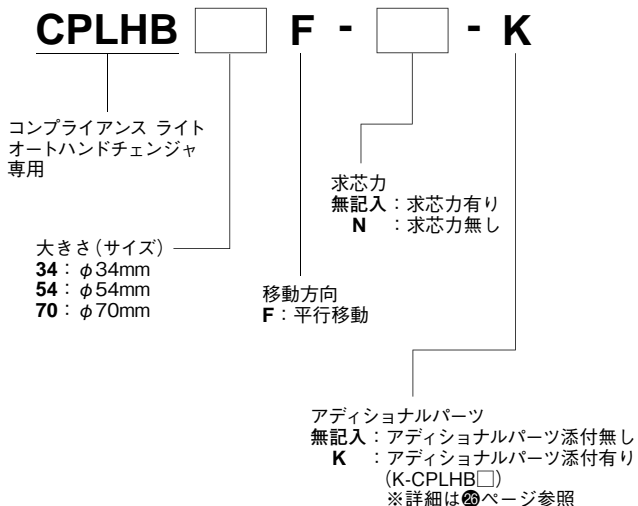 CPLHB □ F - □ - K
コンプライアンス ライト
オートハンドチェンジャ
専用
求芯力
無記入：求芯力有り
N ：求芯力無し
大きさ（サイズ）
34：φ34mm
54：φ54mm
70：φ70mm
移動方向
F：平行移動
アディショナルパーツ
無記入：アディショナルパーツ添付無し
K ：アディショナルパーツ添付有り
（K-CPLHB□）
※詳細は㉖ページ参照